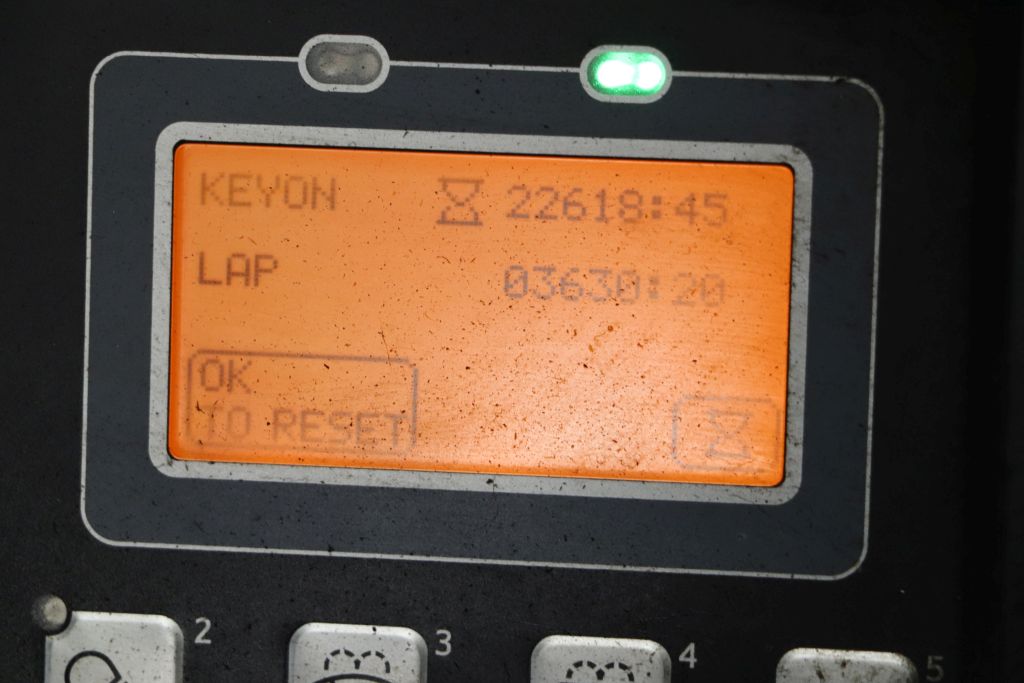 KEYON 22618:45
LAP 03630:20
OK
TO RESET
2 3 4 5